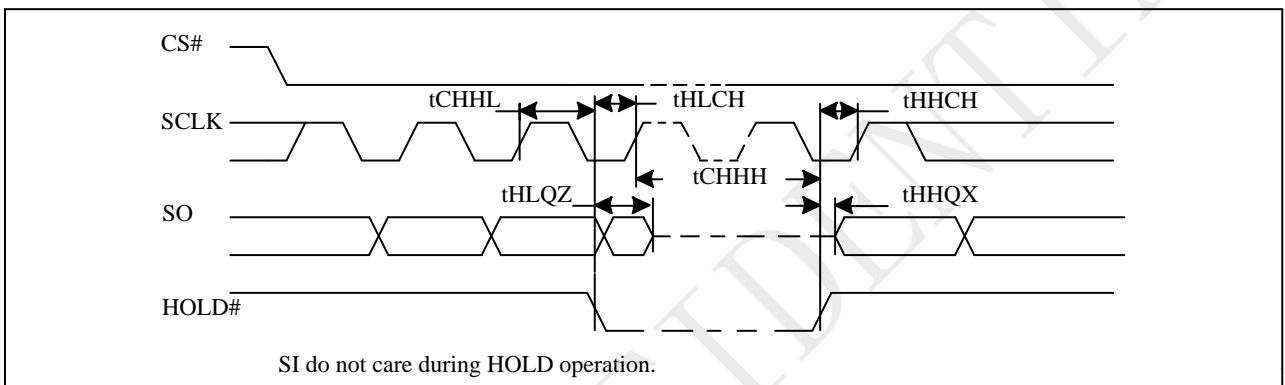 CS#
tCHHL
tHLCH
tHHCH
SCLK
tCHHH
tHLQZ
tHHQX
SO
HOLD#
SI do not care during HOLD operation.